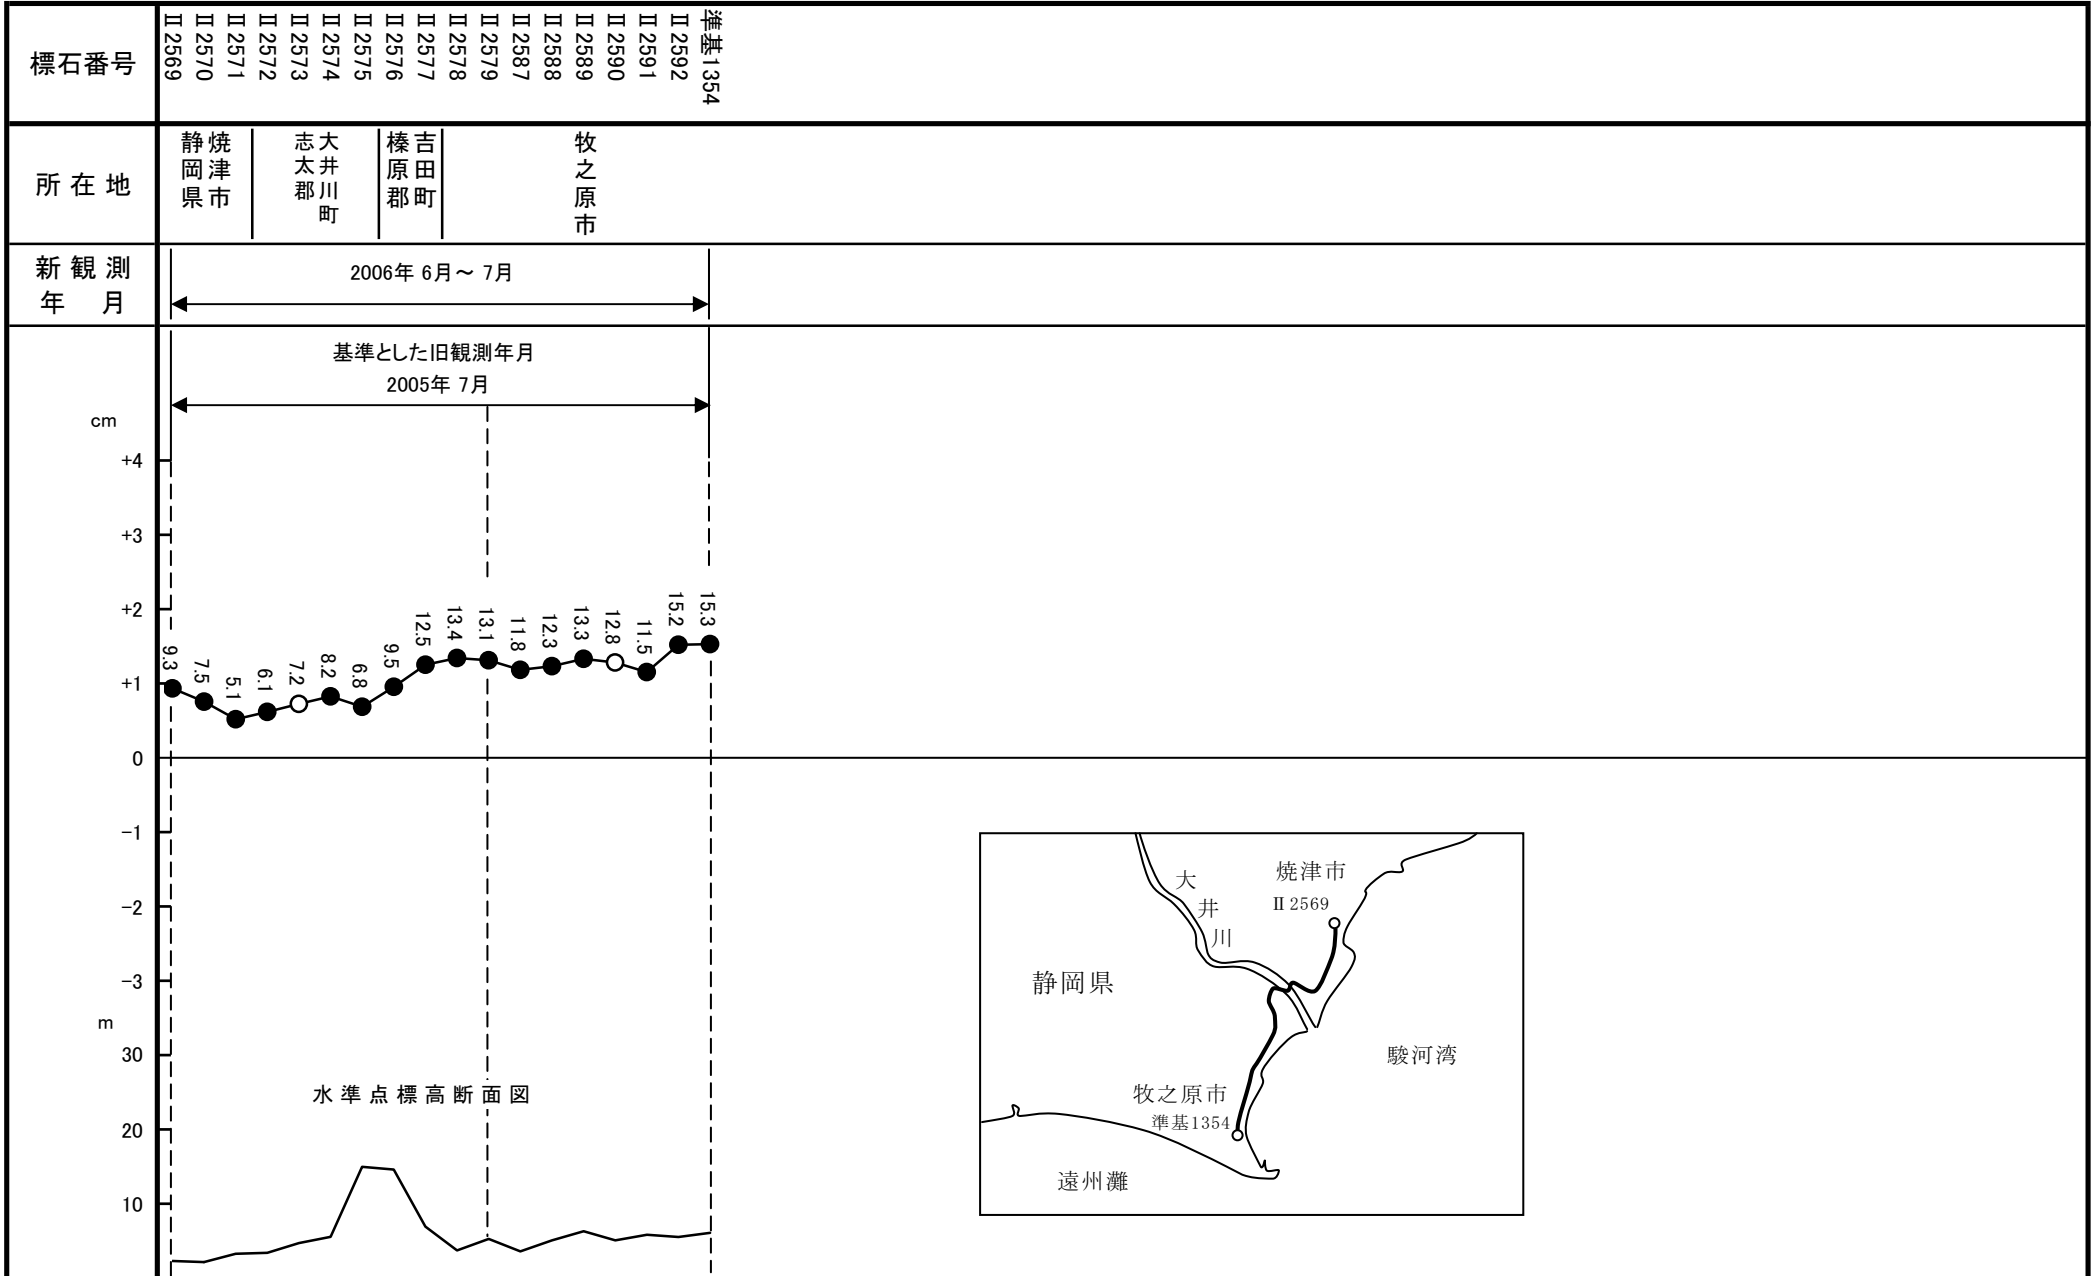 標石番号
Ⅱ2569
Ⅱ2570
Ⅱ2571
Ⅱ2572
Ⅱ2573
Ⅱ2574
Ⅱ2575
Ⅱ2576
Ⅱ2577
Ⅱ2578
Ⅱ2579
Ⅱ2587
Ⅱ2588
Ⅱ2589
Ⅱ2590
Ⅱ2591
Ⅱ2592
準基1354
所在地
静岡県
焼津市
志太郡
大井川町
榛原郡
吉田町
牧之原市
新観測
年 月
2006年 6月～ 7月
基準とした旧観測年月
2005年 7月
cm
+4
+3
+2
+1
0
-1
-2
-3
9.3
7.5
5.1
6.1
7.2
8.2
6.8
9.5
12.5
13.4
13.1
11.8
12.3
13.3
12.8
11.5
15.2
15.3
m
30
20
10
水準点標高断面図
大井川
焼津市
Ⅱ2569
静岡県
駿河湾
牧之原市
準基1354
遠州灘